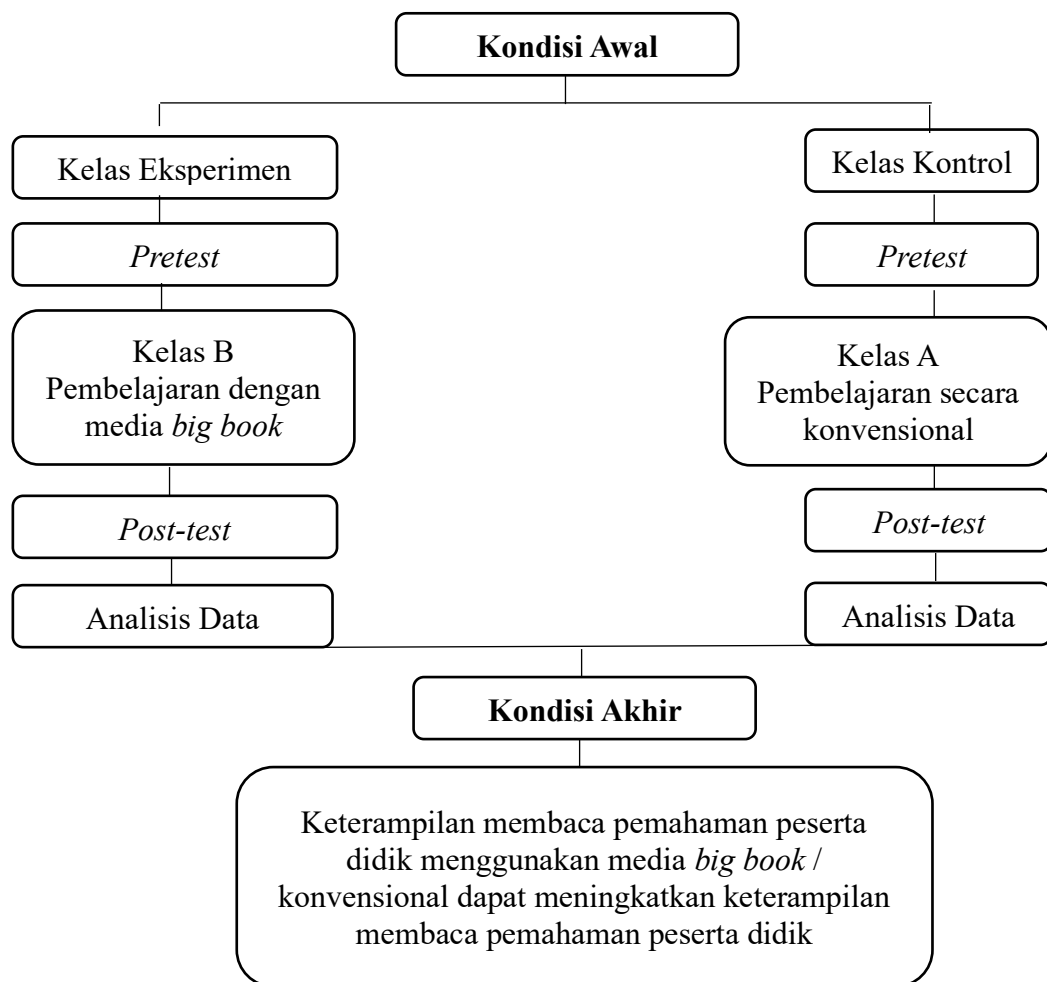 Kondisi Awal
Kelas Eksperimen
Kelas Kontrol
Pretest
Pretest
Kelas B
Pembelajaran dengan
media big book
Kelas A
Pembelajaran secara
konvensional
Post-test
Post-test
Analisis Data
Analisis Data
Kondisi Akhir
Keterampilan membaca pemahaman peserta
didik menggunakan media big book /
konvensional dapat meningkatkan keterampilan
membaca pemahaman peserta didik